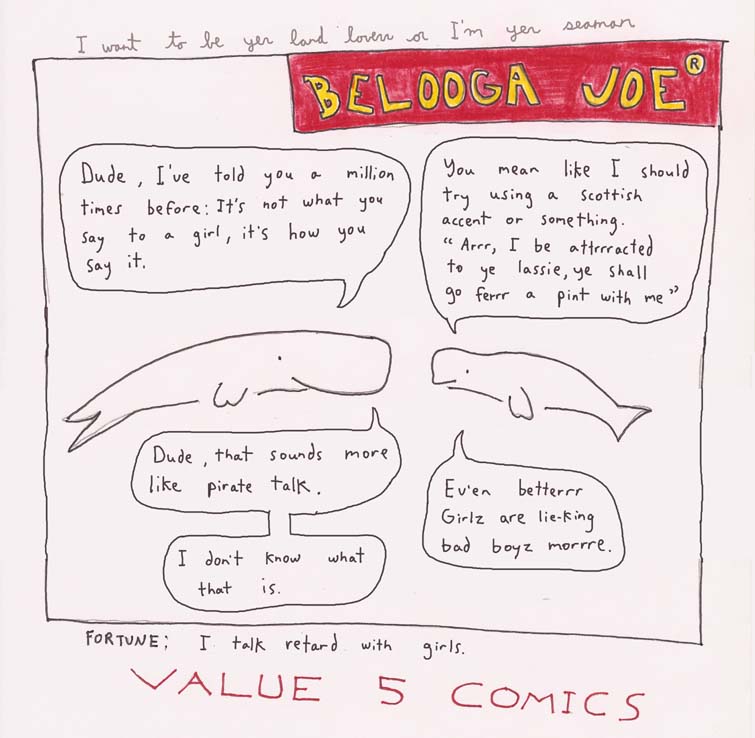 I want to be yer land loverr or I'm yer seaman
BELOOGA JOE®
Dude, I've told you a million
times before: It's not what you
say to a girl, it's how you
say it.
You mean like I should
try using a scottish
accent or something.
"Arrr, I be attrrracted
to ye lassie, ye shall
go ferrr a pint with me"
Dude, that sounds more
like pirate talk.
I don't know what
that is.
Ev'en betterrr
Girlz are lie-king
bad boyz morrre.
FORTUNE: I talk retard with girls.
VALUE 5 COMICS